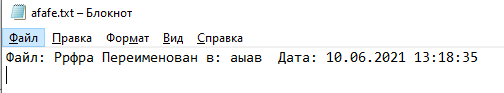 afafe.txt – Блокнот
Файл Правка Формат Вид Справка
Файл: Ррфра Переименован в: аыав Дата: 10.06.2021 13:18:35